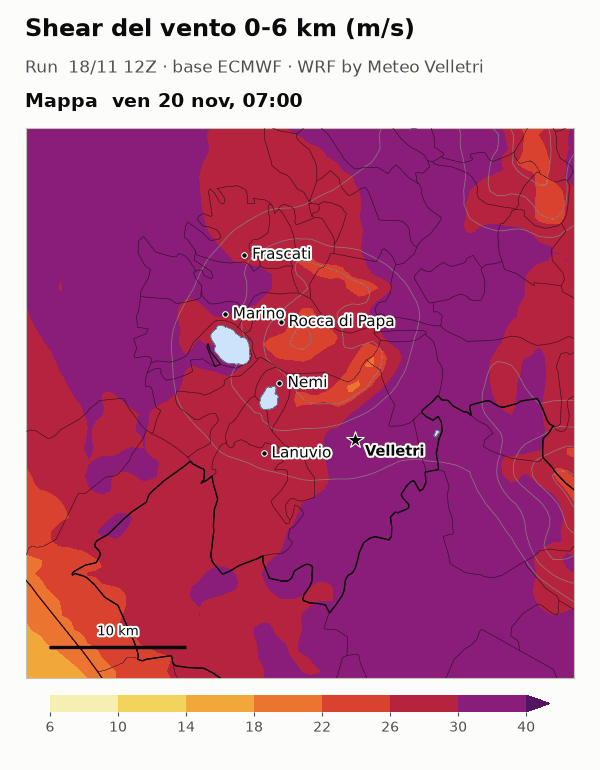 Shear del vento 0-6 km (m/s)
Run  18/11 12Z · base ECMWF · WRF by Meteo Velletri
Mappa  ven 20 nov, 07:00
Frascati
Marino
Rocca di Papa
Nemi
Velletri
Lanuvio
10 km
6 10 14 18 22 26 30 40